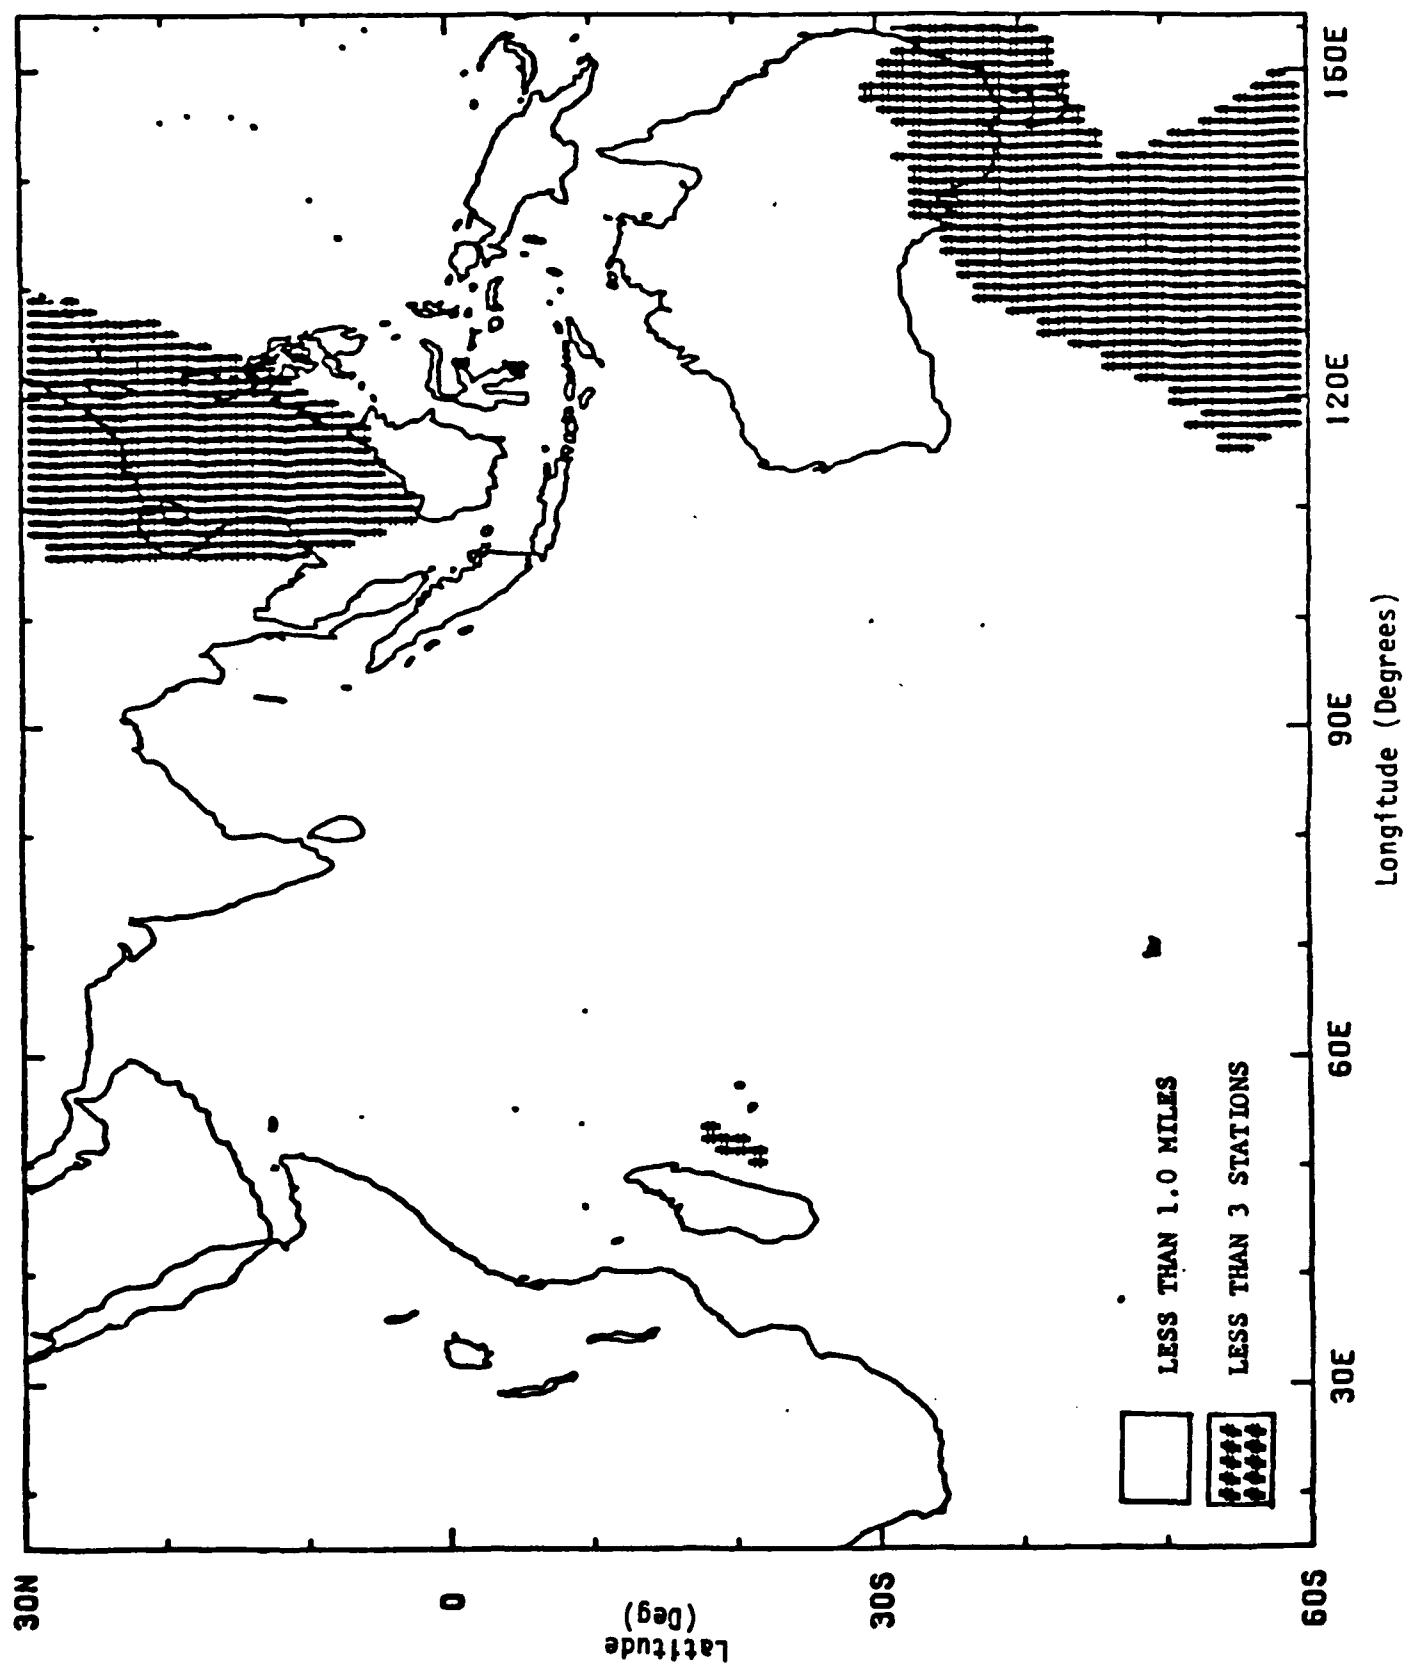 30N
0
30S
60S
Latitude
(Deg)
LESS THAN 1.0 MILES
LESS THAN 3 STATIONS
30E
60E
90E
120E
150E
Longitude (Degrees)